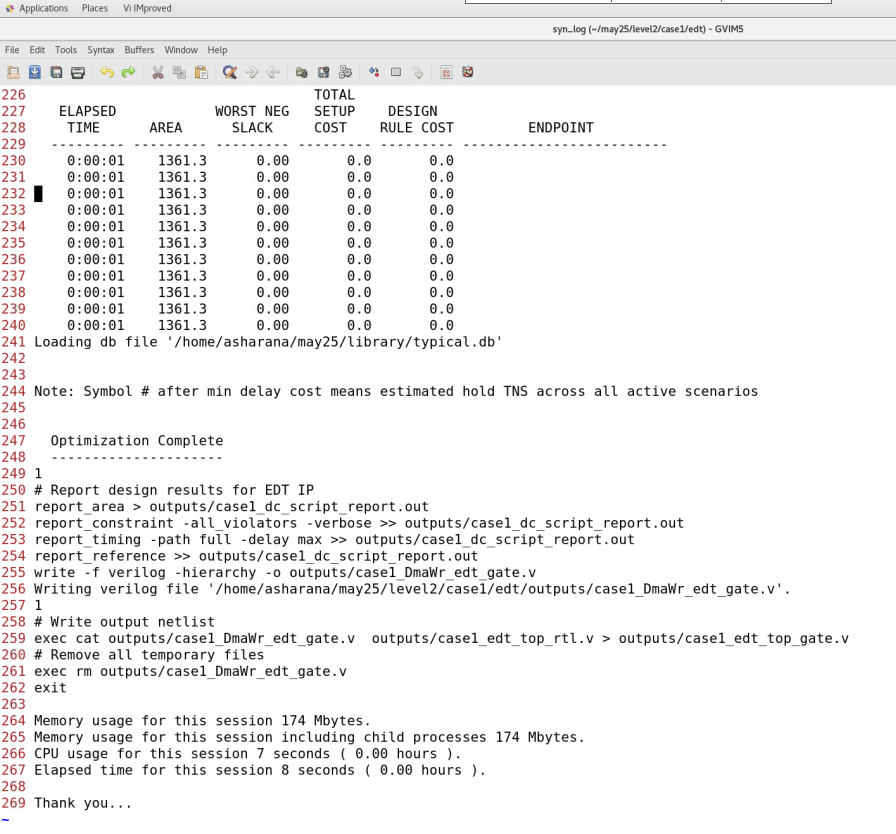 Applications Places Vi IMproved
syn_log (~/may25/level2/case1/edt) - GVIM5
File Edit Tools Syntax Buffers Window Help
226                                   TOTAL
227    ELAPSED            WORST NEG   SETUP    DESIGN
228     TIME      AREA      SLACK     COST    RULE COST         ENDPOINT
229   --------- --------- --------- --------- --------- -------------------------
230     0:00:01    1361.3      0.00       0.0       0.0
231     0:00:01    1361.3      0.00       0.0       0.0
232     0:00:01    1361.3      0.00       0.0       0.0
233     0:00:01    1361.3      0.00       0.0       0.0
234     0:00:01    1361.3      0.00       0.0       0.0
235     0:00:01    1361.3      0.00       0.0       0.0
236     0:00:01    1361.3      0.00       0.0       0.0
237     0:00:01    1361.3      0.00       0.0       0.0
238     0:00:01    1361.3      0.00       0.0       0.0
239     0:00:01    1361.3      0.00       0.0       0.0
240     0:00:01    1361.3      0.00       0.0       0.0
241 Loading db file '/home/asharana/may25/library/typical.db'
242
243
244 Note: Symbol # after min delay cost means estimated hold TNS across all active scenarios
245
246
247   Optimization Complete
248   ---------------------
249 1
250 # Report design results for EDT IP
251 report_area > outputs/case1_dc_script_report.out
252 report_constraint -all_violators -verbose >> outputs/case1_dc_script_report.out
253 report_timing -path full -delay max >> outputs/case1_dc_script_report.out
254 report_reference >> outputs/case1_dc_script_report.out
255 write -f verilog -hierarchy -o outputs/case1_DmaWr_edt_gate.v
256 Writing verilog file '/home/asharana/may25/level2/case1/edt/outputs/case1_DmaWr_edt_gate.v'.
257 1
258 # Write output netlist
259 exec cat outputs/case1_DmaWr_edt_gate.v  outputs/case1_edt_top_rtl.v > outputs/case1_edt_top_gate.v
260 # Remove all temporary files
261 exec rm outputs/case1_DmaWr_edt_gate.v
262 exit
263
264 Memory usage for this session 174 Mbytes.
265 Memory usage for this session including child processes 174 Mbytes.
266 CPU usage for this session 7 seconds ( 0.00 hours ).
267 Elapsed time for this session 8 seconds ( 0.00 hours ).
268
269 Thank you...
~